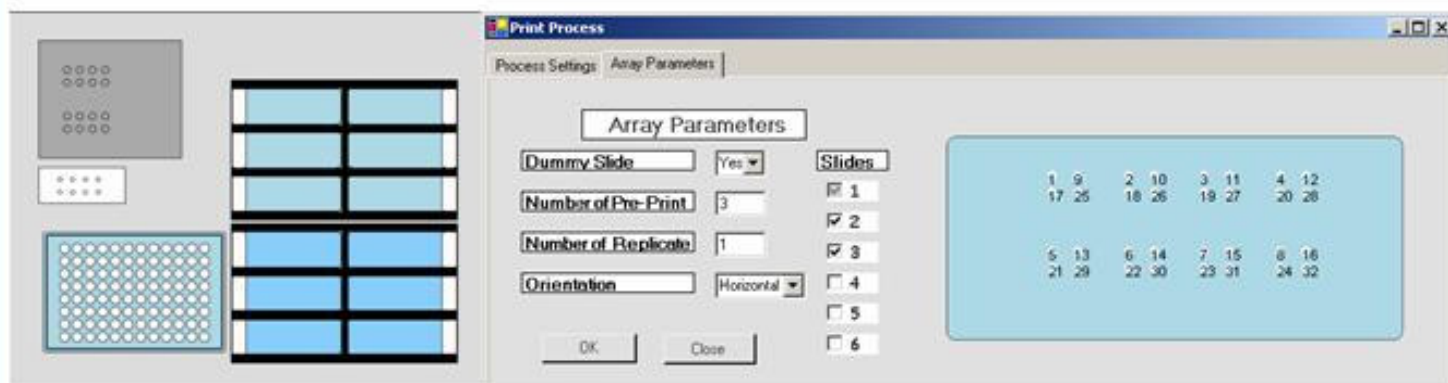 Print Process
Process Settings Array Parameters
Array Parameters
Dummy Slide Yes Slides
1
Number of Pre-Print 3
2
Number of Replicate 1
3
Orientation Horizontal 4
5
OK Close 6
1 9 2 10 3 11 4 12
17 25 18 26 19 27 20 28
5 13 6 14 7 15 8 16
21 29 22 30 23 31 24 32